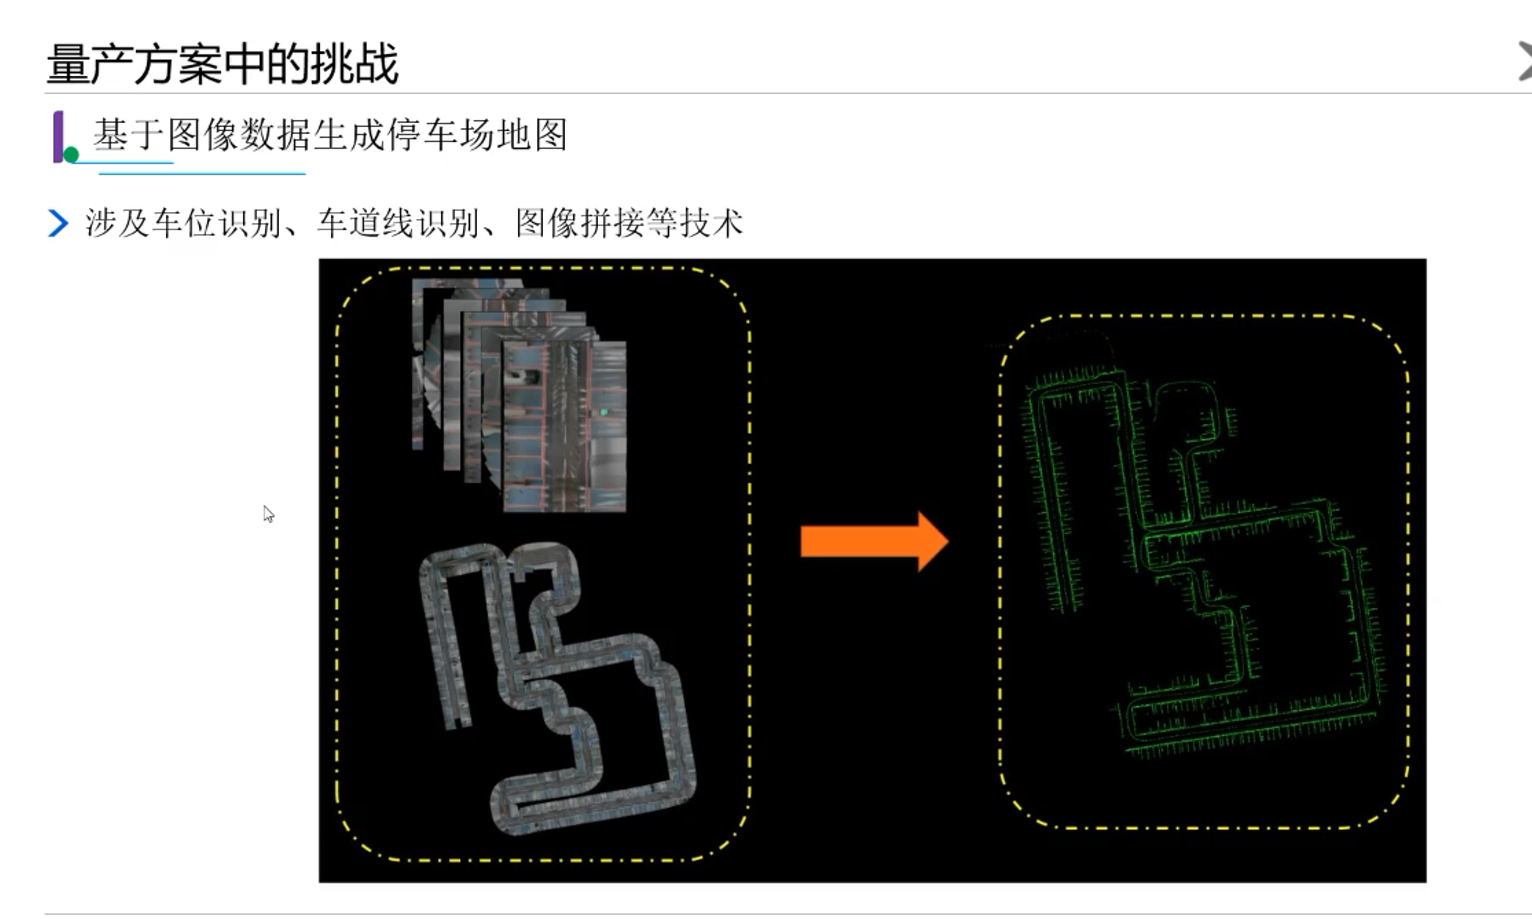 量产方案中的挑战
基于图像数据生成停车场地图
涉及车位识别、车道线识别、图像拼接等技术